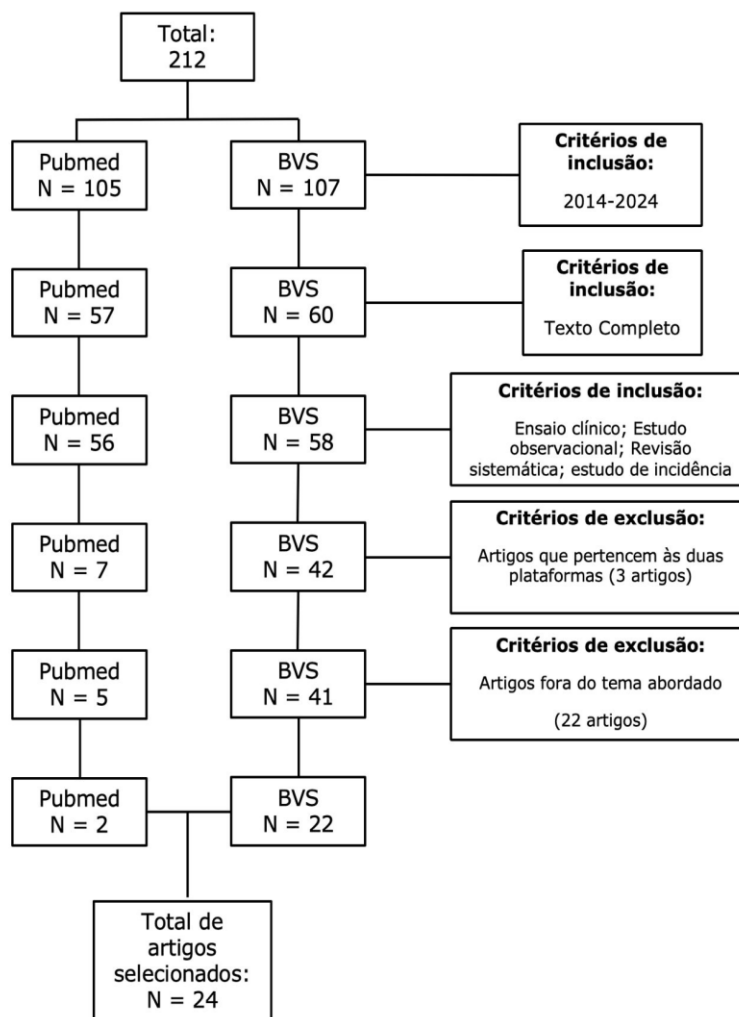 Total:
212
Pubmed
N = 105
BVS
N = 107
Critérios de
inclusão:
2014-2024
Pubmed
N = 57
BVS
N = 60
Critérios de
inclusão:
Texto Completo
Pubmed
N = 56
BVS
N = 58
Critérios de inclusão:
Ensaio clínico; Estudo
observacional; Revisão
sistemática; estudo de incidência
Pubmed
N = 7
BVS
N = 42
Critérios de exclusão:
Artigos que pertencem às duas
plataformas (3 artigos)
Pubmed
N = 5
BVS
N = 41
Critérios de exclusão:
Artigos fora do tema abordado
(22 artigos)
Pubmed
N = 2
BVS
N = 22
Total de
artigos
selecionados:
N = 24